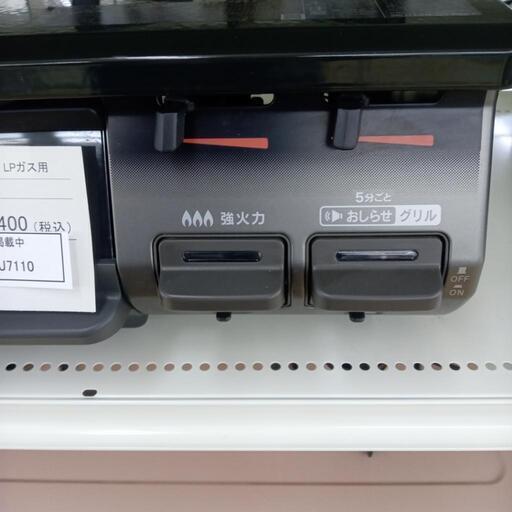 LPガス用
400(税込)
掲載中
J7110
強火力
5分ごと
おしらせ グリル
OFF
ON